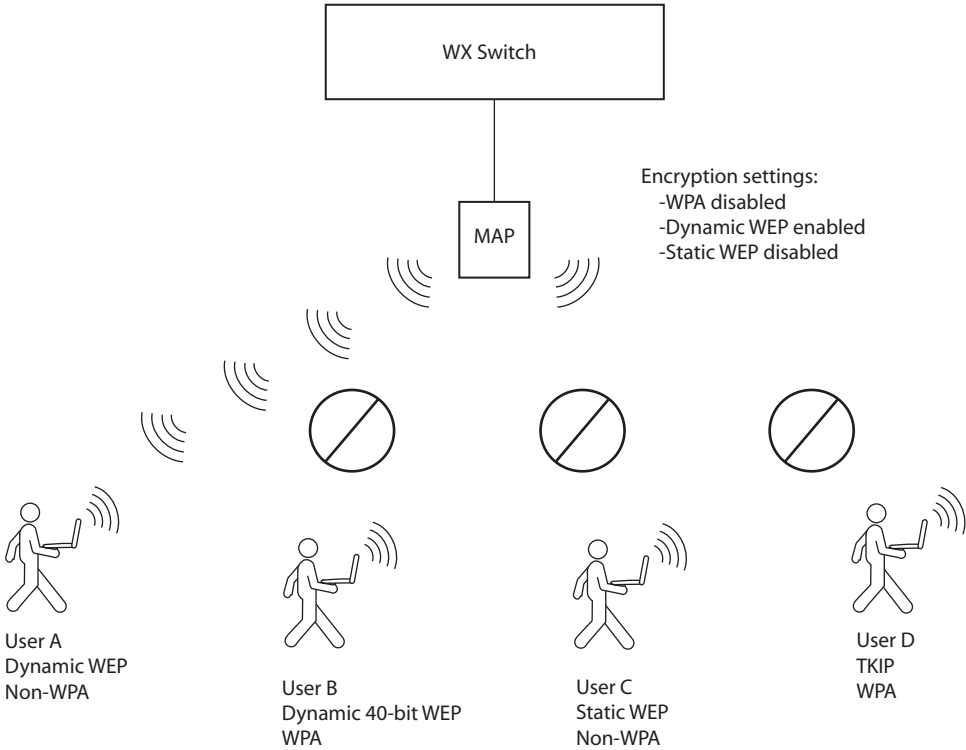 WX Switch
MAP
Encryption settings:
-WPA disabled
-Dynamic WEP enabled
-Static WEP disabled
User A
Dynamic WEP
Non-WPA
User B
Dynamic 40-bit WEP
WPA
User C
Static WEP
Non-WPA
User D
TKIP
WPA